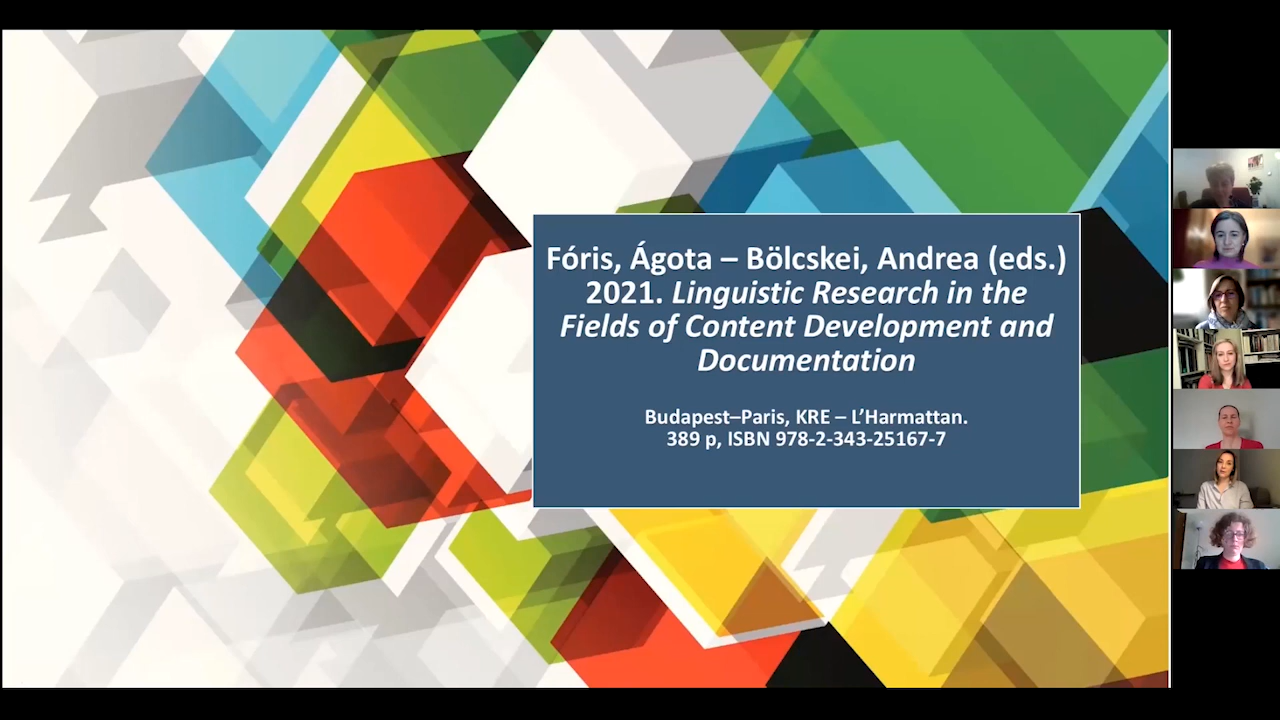 Fóris, Ágota – Bölcskei, Andrea (eds.)
2021. Linguistic Research in the
Fields of Content Development and
Documentation
Budapest–Paris, KRE – L’Harmattan.
389 p, ISBN 978-2-343-25167-7